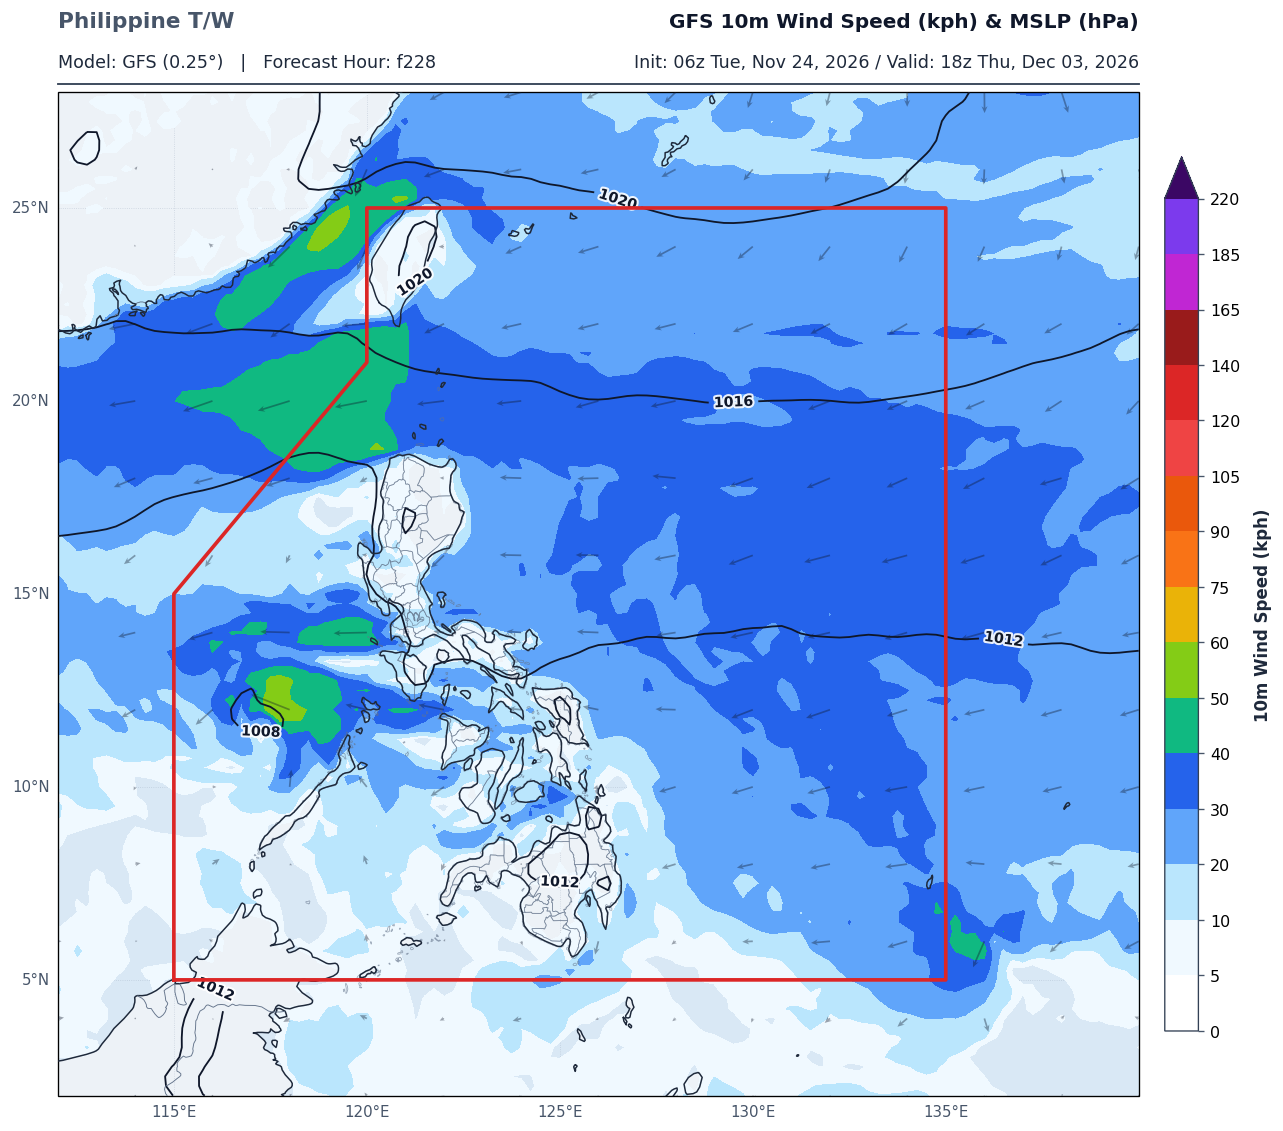 Philippine T/W
GFS 10m Wind Speed (kph) & MSLP (hPa)
Model: GFS (0.25°)   |   Forecast Hour: f228
Init: 06z Tue, Nov 24, 2026 / Valid: 18z Thu, Dec 03, 2026
25°N
20°N
15°N
10°N
5°N
115°E
120°E
125°E
130°E
135°E
1020
1020
1016
1012
1008
1012
1012
220
185
165
140
120
105
90
75
60
50
40
30
20
10
5
0
10m Wind Speed (kph)